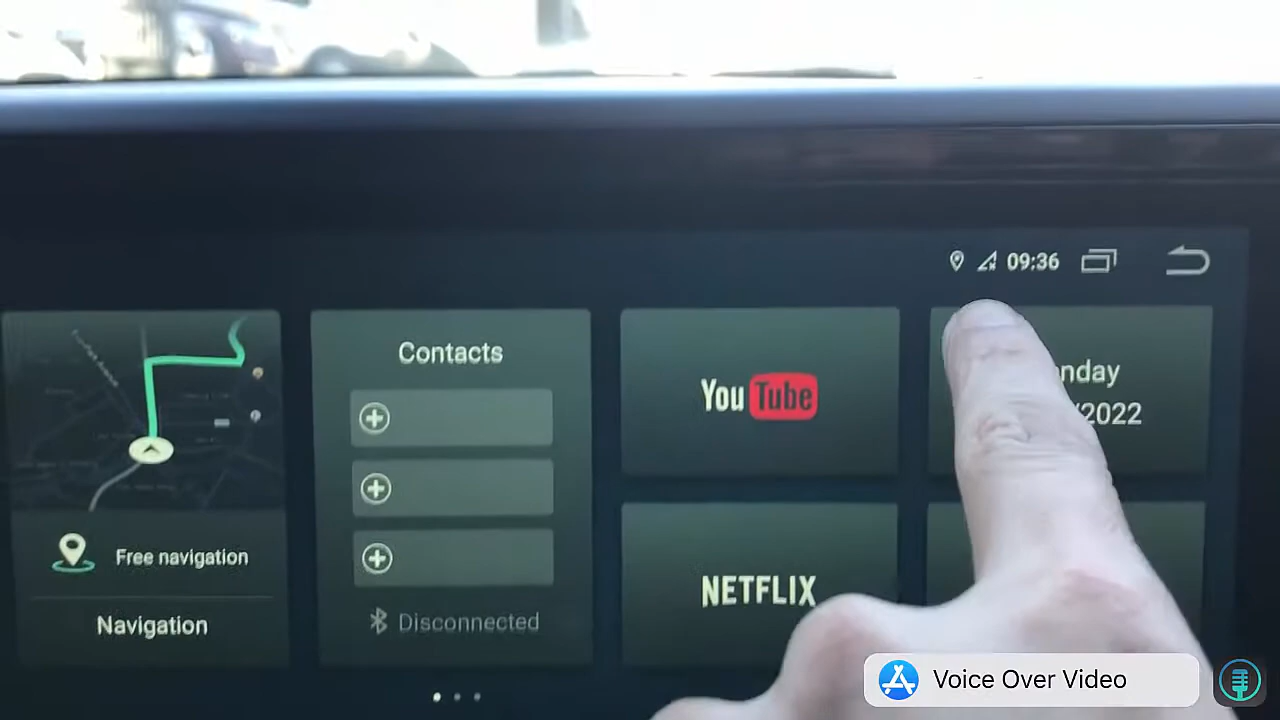 09:36
Contacts
YouTube
nday
2022
Free navigation
Navigation
Disconnected
NETFLIX
Voice Over Video